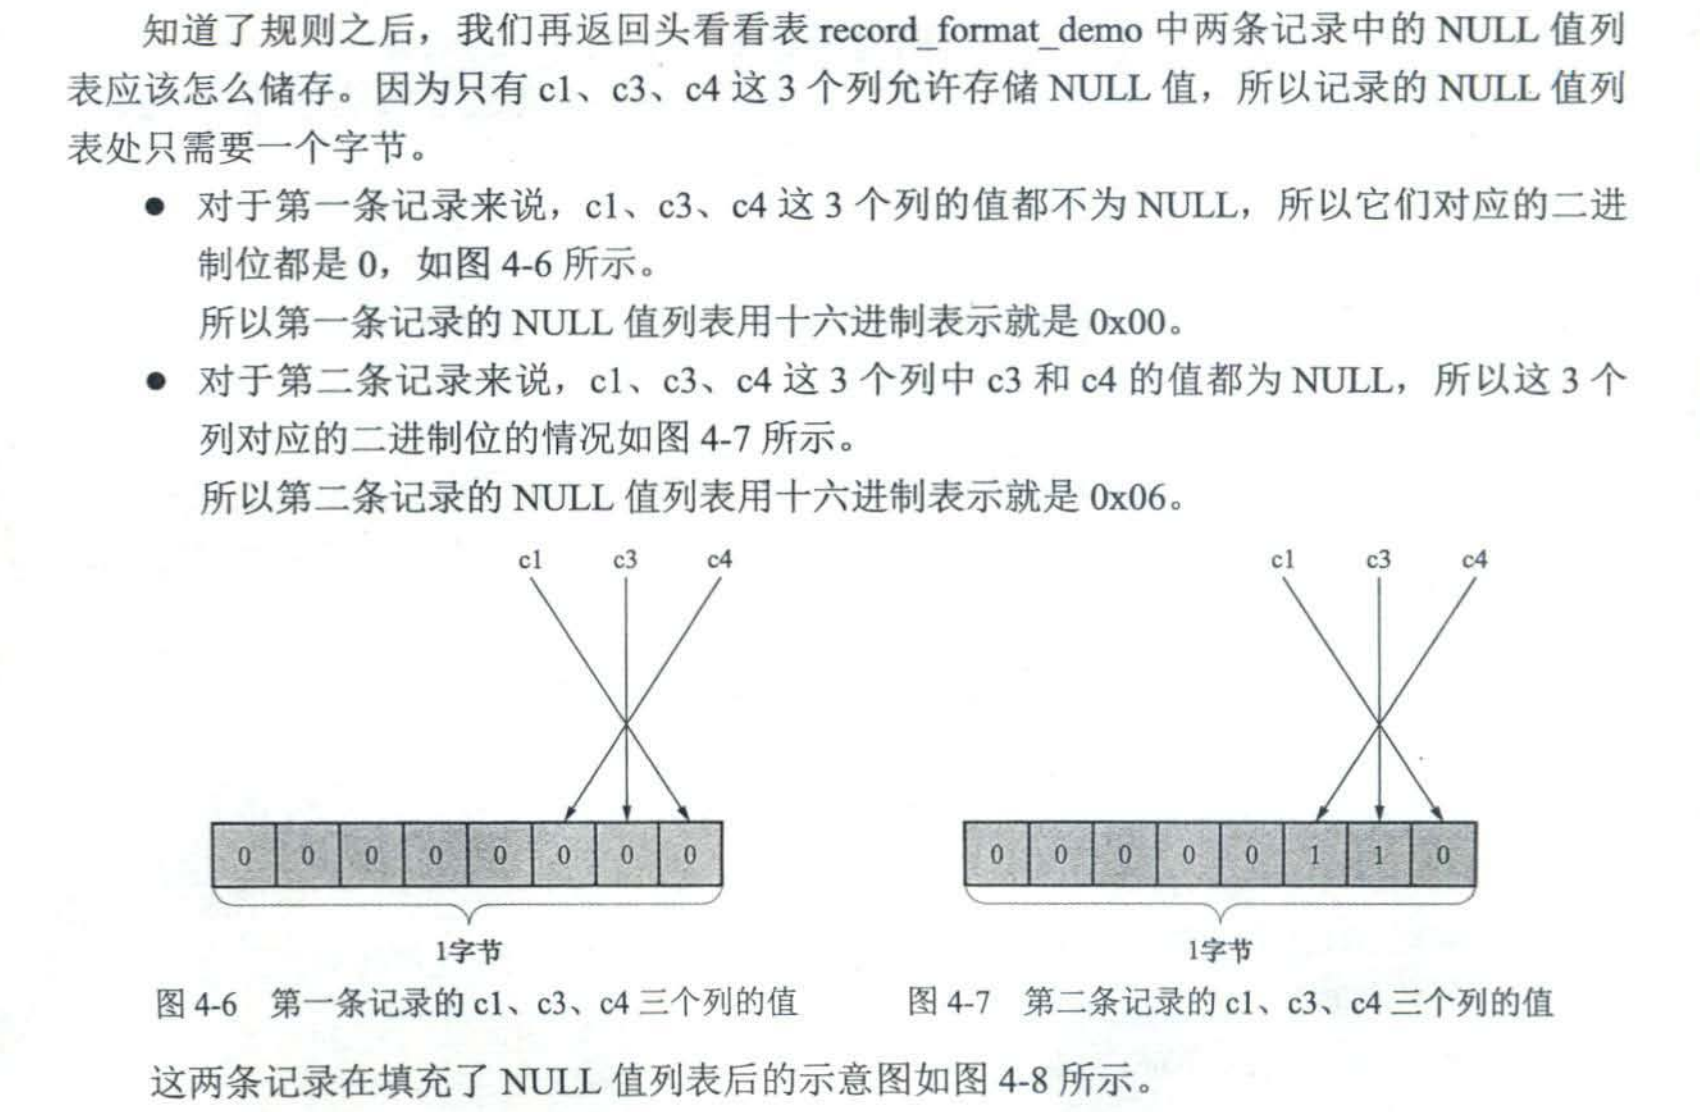 知道了规则之后，我们再返回头看看表 record_format_demo 中两条记录中的 NULL 值列
表应该怎么储存。因为只有 c1、c3、c4 这 3 个列允许存储 NULL 值，所以记录的 NULL 值列
表处只需要一个字节。
● 对于第一条记录来说，c1、c3、c4 这 3 个列的值都不为 NULL，所以它们对应的二进
制位都是 0，如图 4-6 所示。
所以第一条记录的 NULL 值列表用十六进制表示就是 0x00。
● 对于第二条记录来说，c1、c3、c4 这 3 个列中 c3 和 c4 的值都为 NULL，所以这 3 个
列对应的二进制位的情况如图 4-7 所示。
所以第二条记录的 NULL 值列表用十六进制表示就是 0x06。
c1 c3 c4
0 0 0 0 0 0 0 0
1字节
图 4-6 第一条记录的 c1、c3、c4 三个列的值
c1 c3 c4
0 0 0 0 0 1 1 0
1字节
图 4-7 第二条记录的 c1、c3、c4 三个列的值
这两条记录在填充了 NULL 值列表后的示意图如图 4-8 所示。